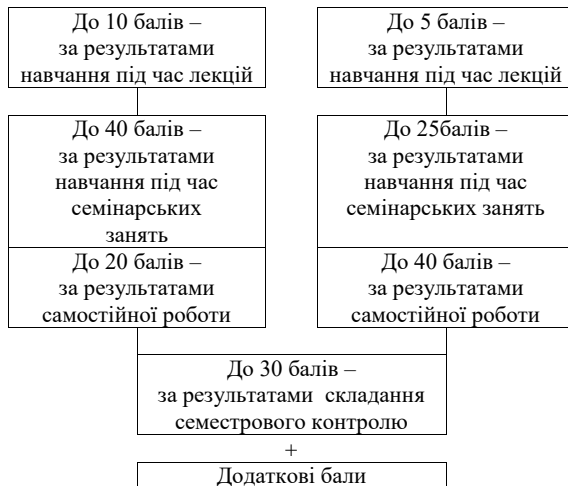 До 10 балів –
за результатами
навчання під час лекцій
До 5 балів –
за результатами
навчання під час лекцій
До 40 балів –
за результатами
навчання під час
семінарських
занять
До 25балів –
за результатами
навчання під час
семінарських занять
До 20 балів –
за результатами
самостійної роботи
До 40 балів –
за результатами
самостійної роботи
До 30 балів –
за результатами складання
семестрового контролю
+
Додаткові бали